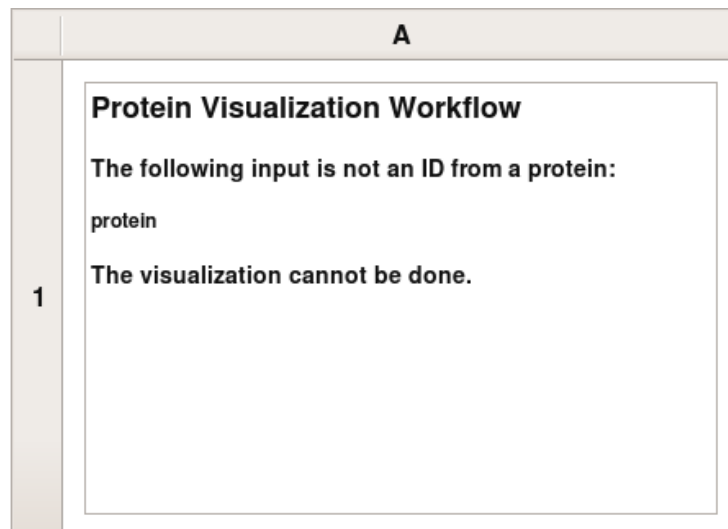 A
1
Protein Visualization Workflow
The following input is not an ID from a protein:
protein
The visualization cannot be done.